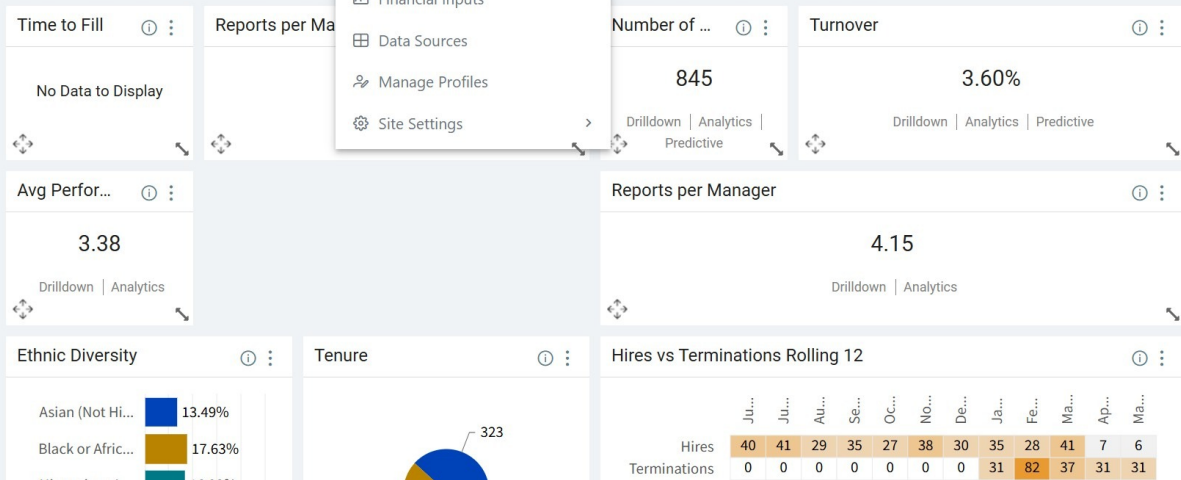 Financial Inputs
Time to Fill
Reports per Ma
Number of ...
Turnover
Data Sources
No Data to Display
Manage Profiles
845
3.60%
Site Settings
Drilldown | Analytics |
Predictive
Drilldown | Analytics | Predictive
Avg Perfor...
Reports per Manager
3.38
4.15
Drilldown | Analytics
Drilldown | Analytics
Ethnic Diversity
Tenure
Hires vs Terminations Rolling 12
Asian (Not Hi... 13.49%
Black or Afric... 17.63%
323
Ju... Ju... Au... Se... Oc... No... De... Ja... Fe... Ma... Ap... Ma...
Hires 40 41 29 35 27 38 30 35 28 41 7 6
Terminations 0 0 0 0 0 0 0 31 82 37 31 31